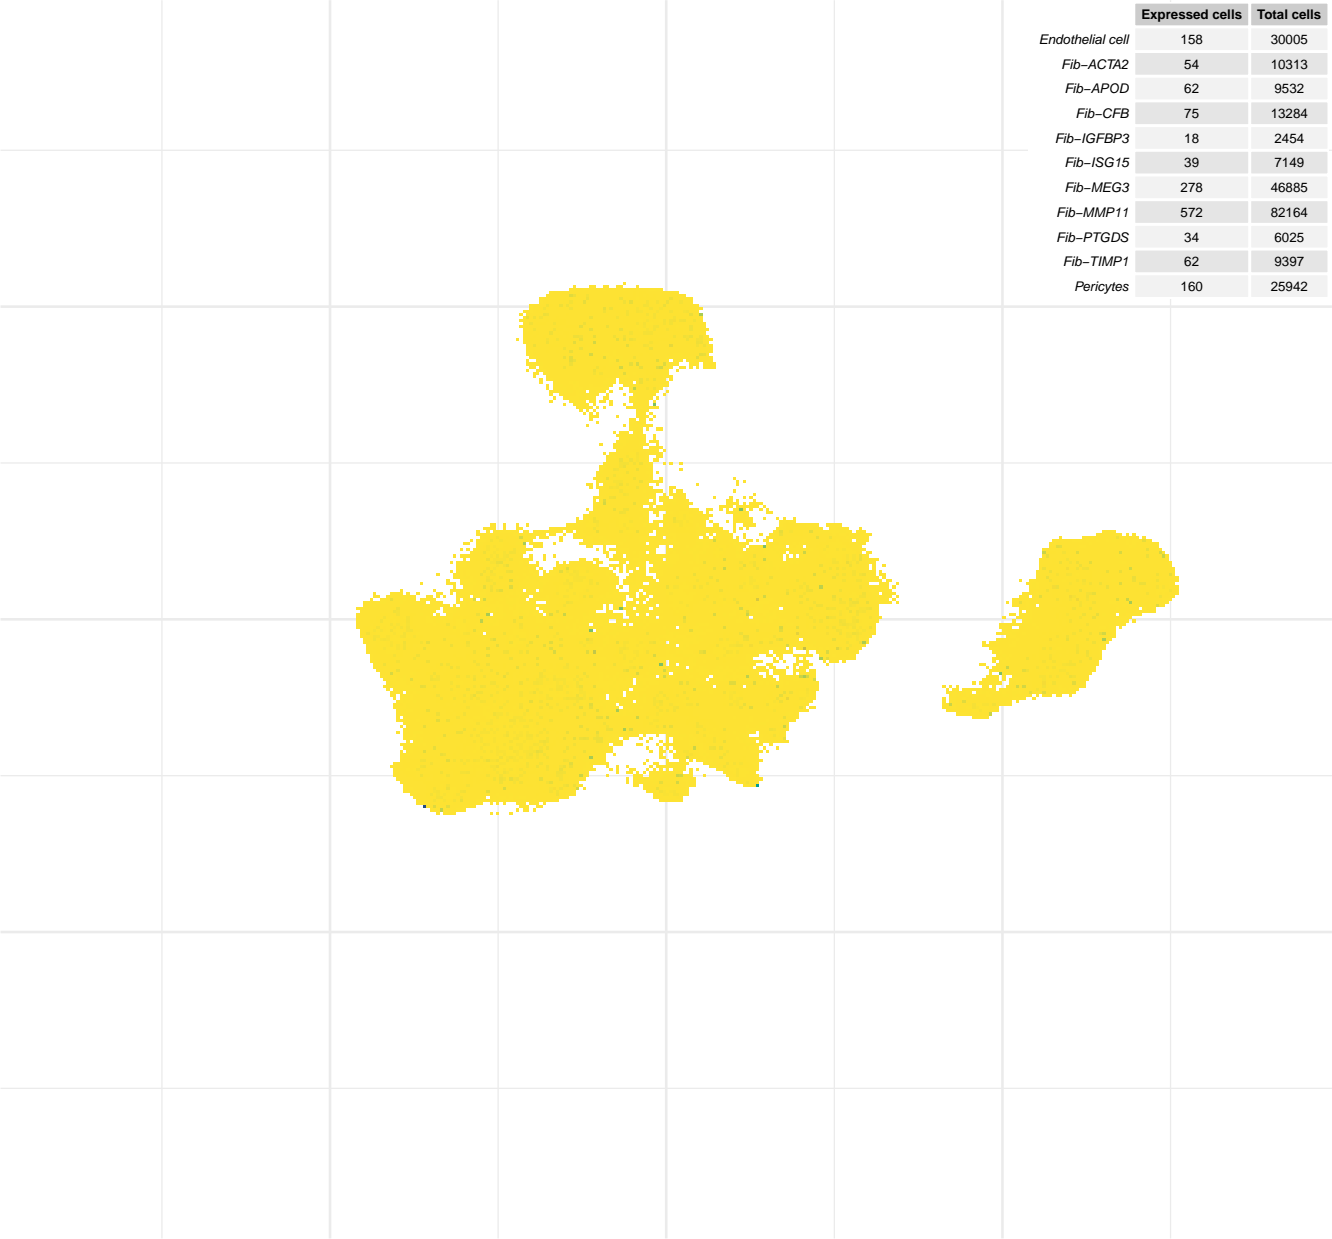 Expressed cells Total cells
Endothelial cell 158 30005
Fib−ACTA2 54 10313
Fib−APOD 62 9532
Fib−CFB 75 13284
Fib−IGFBP3 18 2454
Fib−ISG15 39 7149
Fib−MEG3 278 46885
Fib−MMP11 572 82164
Fib−PTGDS 34 6025
Fib−TIMP1 62 9397
Pericytes 160 25942